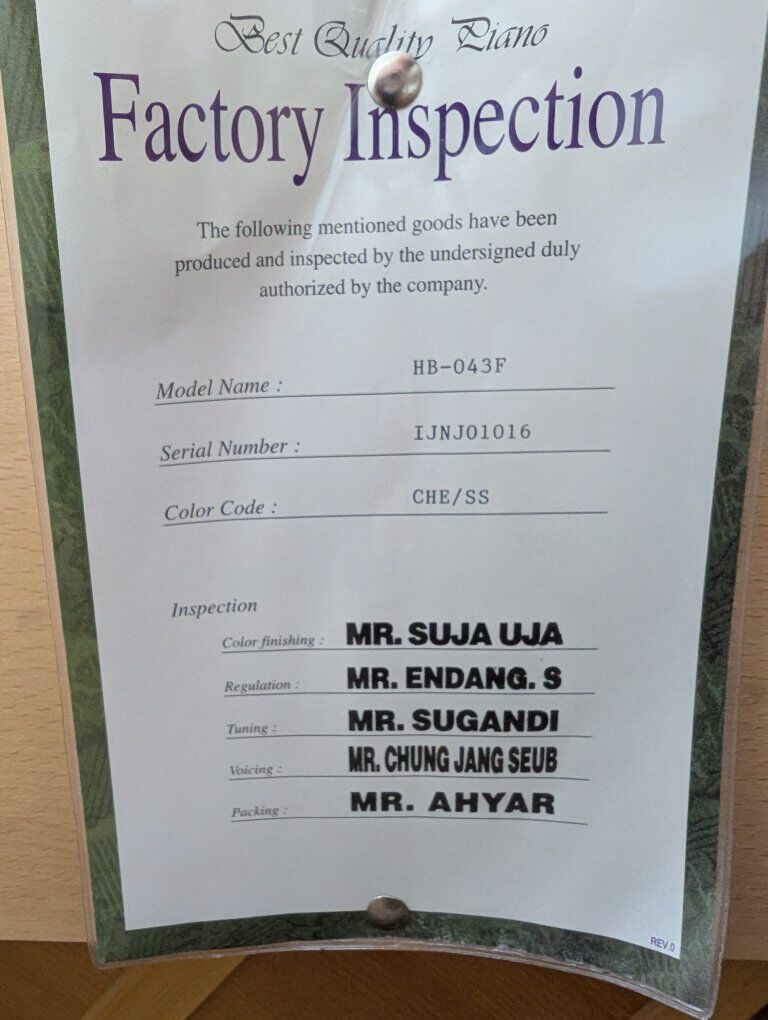 Best Quality Piano
Factory Inspection
The following mentioned goods have been
produced and inspected by the undersigned duly
authorized by the company.
Model Name : HB-043F
Serial Number : IJNJ01016
Color Code : CHE/SS
Inspection
Color finishing : MR. SUJA UJA
Regulation : MR. ENDANG. S
Tuning : MR. SUGANDI
Voicing : MR. CHUNG JANG SEUB
Packing : MR. AHYAR
REV.0